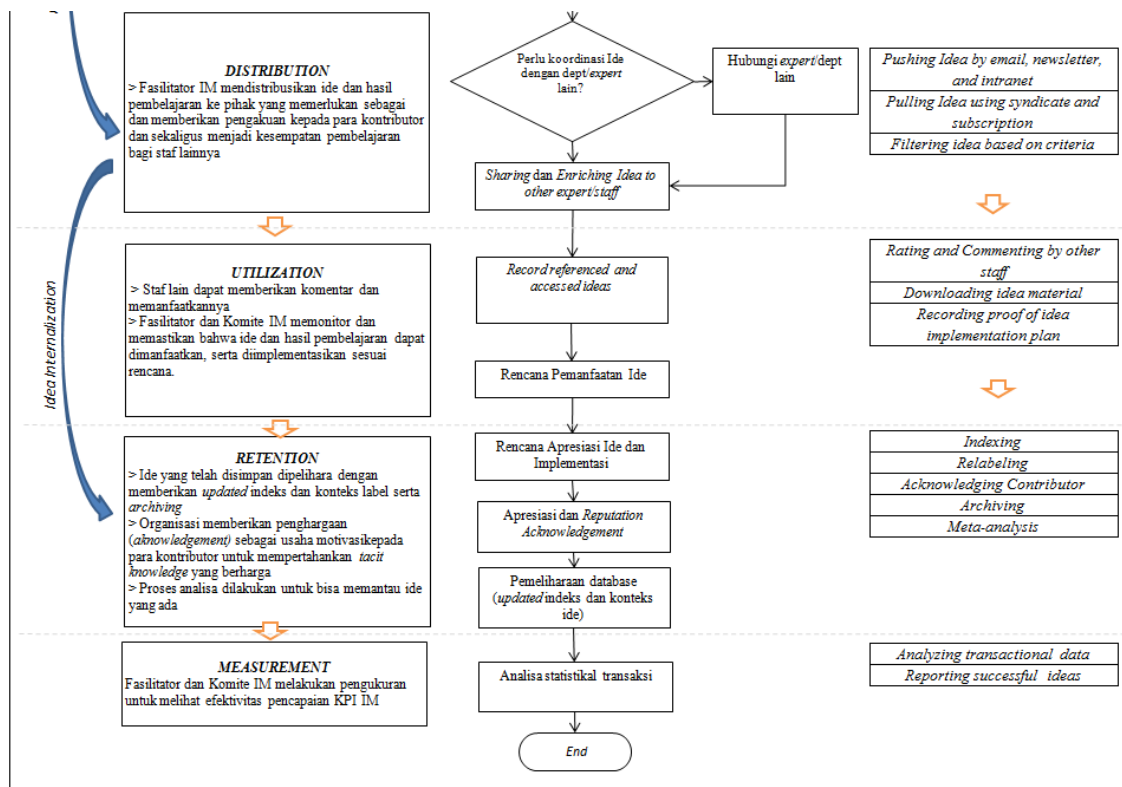 DISTRIBUTION
> Fasilitator IM mendistribusikan ide dan hasil
pembelajaran ke pihak yang memerlukan sebagai
dan memberikan pengakuan kepada para kontributor
dan sekaligus menjadi kesempatan pembelajaran
bagi staf lainnya
Perlu koordinasi Ide
dengan dept/expert
lain?
Hubungi expert/dept
lain
Sharing dan Enriching Idea to
other expert/staff
Pushing Idea by email, newsletter,
and intranet
Pulling Idea using syndicate and
subscription
Filtering idea based on criteria
Idea Internalization
UTILIZATION
> Staf lain dapat memberikan komentar dan
memanfaatkannya
> Fasilitator dan Komite IM memonitor dan
memastikan bahwa ide dan hasil pembelajaran dapat
dimanfaatkan, serta diimplementasikan sesuai
rencana.
Record referenced and
accessed ideas
Rencana Pemanfaatan Ide
Rating and Commenting by other
staff
Downloading idea material
Recording proof of idea
implementation plan
RETENTION
> Ide yang telah disimpan dipelihara dengan
memberikan updated indeks dan konteks label serta
archiving
> Organisasi memberikan penghargaan
(aknowledgement) sebagai usaha motivasikepada
para kontributor untuk mempertahankan tacit
knowledge yang berharga
> Proses analisa dilakukan untuk bisa memantau ide
yang ada
Rencana Apresiasi Ide dan
Implementasi
Apresiasi dan Reputation
Acknowledgement
Pemeliharaan database
(updated indeks dan konteks
ide)
Indexing
Relabeling
Acknowledging Contributor
Archiving
Meta-analysis
MEASUREMENT
Fasilitator dan Komite IM melakukan pengukuran
untuk melihat efektivitas pencapaian KPI IM
Analisa statistikal transaksi
End
Analyzing transactional data
Reporting successful ideas